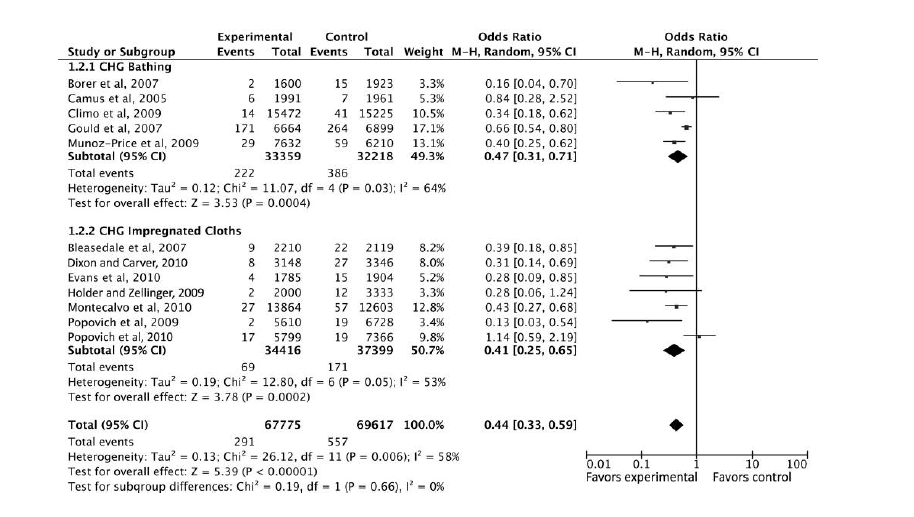 Experimental Control Odds Ratio Odds Ratio
Study or Subgroup Events Total Events Total Weight M-H, Random, 95% CI M-H, Random, 95% CI
1.2.1 CHG Bathing
Borer et al, 2007 2 1600 15 1923 3.3% 0.16 [0.04, 0.70]
Camus et al, 2005 6 1991 7 1961 5.3% 0.84 [0.28, 2.52]
Climo et al, 2009 14 15472 41 15225 10.5% 0.34 [0.18, 0.62]
Gould et al, 2007 171 6664 264 6899 17.1% 0.66 [0.54, 0.80]
Munoz-Price et al, 2009 29 7632 59 6210 13.1% 0.40 [0.25, 0.62]
Subtotal (95% CI) 33359 32218 49.3% 0.47 [0.31, 0.71]
Total events 222 386
Heterogeneity: Tau² = 0.12; Chi² = 11.07, df = 4 (P = 0.03); I² = 64%
Test for overall effect: Z = 3.53 (P = 0.0004)
1.2.2 CHG Impregnated Cloths
Bleasedale et al, 2007 9 2210 22 2119 8.2% 0.39 [0.18, 0.85]
Dixon and Carver, 2010 8 3148 27 3346 8.0% 0.31 [0.14, 0.69]
Evans et al, 2010 4 1785 15 1904 5.2% 0.28 [0.09, 0.85]
Holder and Zellinger, 2009 2 2000 12 3333 3.3% 0.28 [0.06, 1.24]
Montecalvo et al, 2010 27 13864 57 12603 12.8% 0.43 [0.27, 0.68]
Popovich et al, 2009 2 5610 19 6728 3.4% 0.13 [0.03, 0.54]
Popovich et al, 2010 17 5799 19 7366 9.8% 1.14 [0.59, 2.19]
Subtotal (95% CI) 34416 37399 50.7% 0.41 [0.25, 0.65]
Total events 69 171
Heterogeneity: Tau² = 0.19; Chi² = 12.80, df = 6 (P = 0.05); I² = 53%
Test for overall effect: Z = 3.78 (P = 0.0002)
Total (95% CI) 67775 69617 100.0% 0.44 [0.33, 0.59]
Total events 291 557
Heterogeneity: Tau² = 0.13; Chi² = 26.12, df = 11 (P = 0.006); I² = 58%
Test for overall effect: Z = 5.39 (P < 0.00001)
Test for subgroup differences: Chi² = 0.19, df = 1 (P = 0.66), I² = 0%
0.01 0.1 1 10 100
Favors experimental Favors control